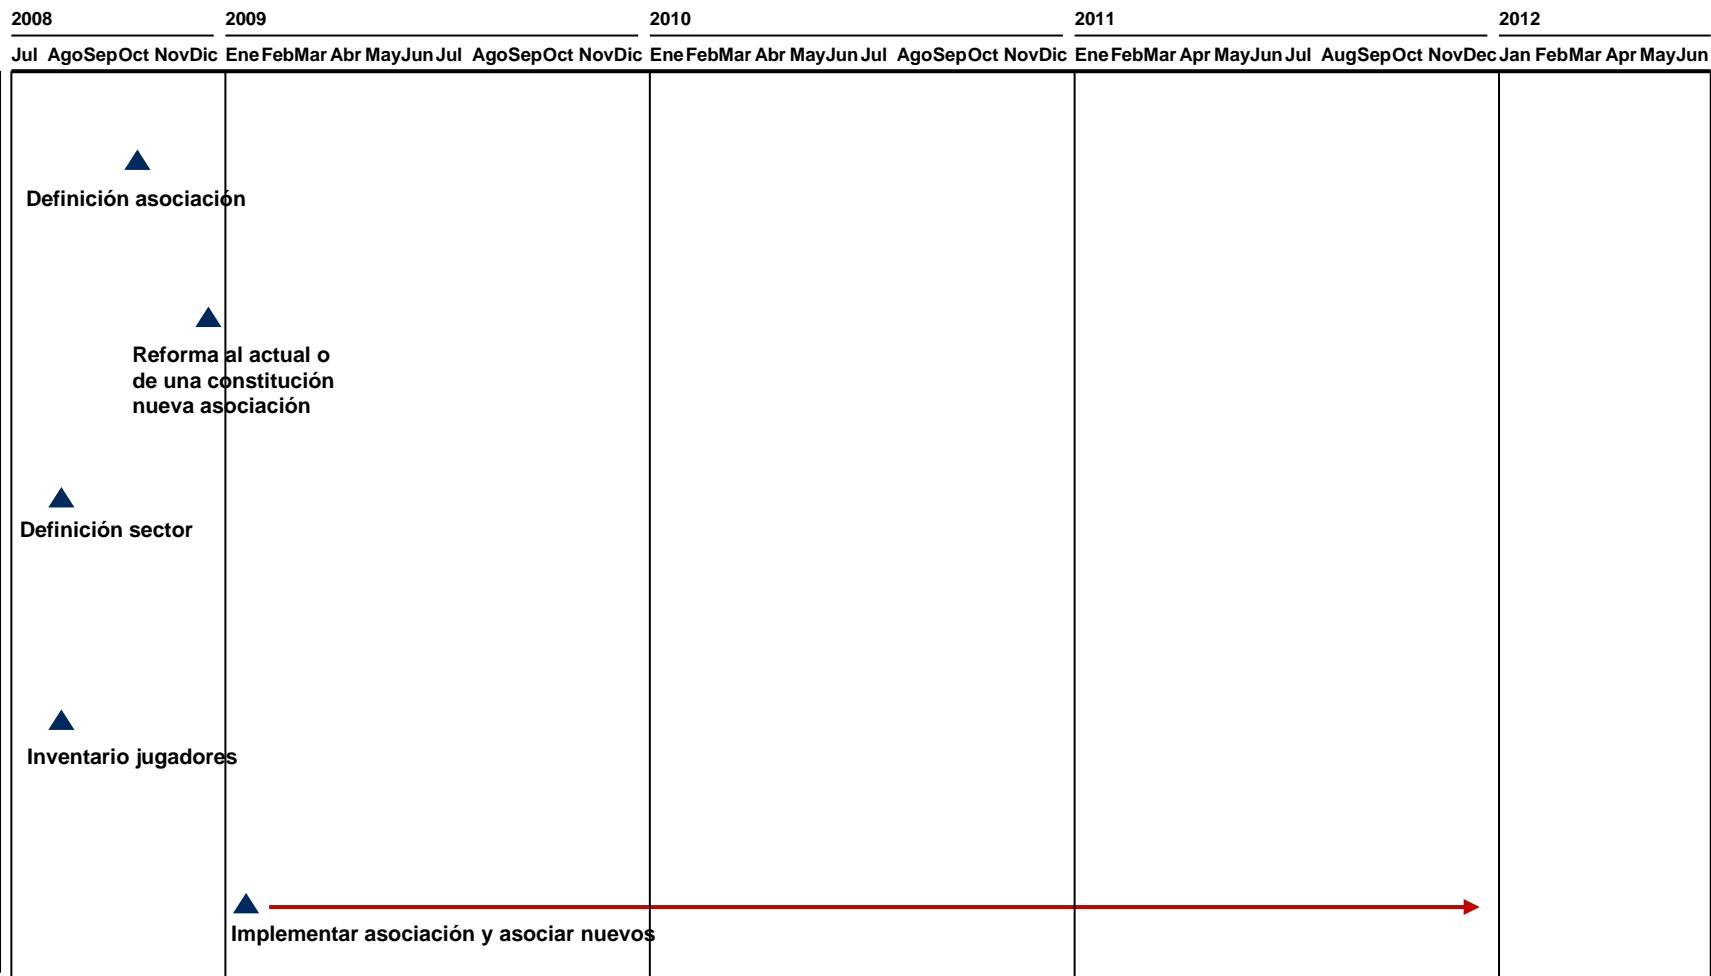 2008 2009 2010 2011 2012
Jul Ago Sep Oct Nov Dic Ene Feb Mar Abr May Jun Jul Ago Sep Oct Nov Dic Ene Feb Mar Abr May Jun Jul Ago Sep Oct Nov Dic Ene Feb Mar Apr May Jun Jul Aug Sep Oct Nov Dec Jan Feb Mar Apr May Jun
Definición asociación
Reforma al actual o
de una constitución
nueva asociación
Definición sector
Inventario jugadores
Implementar asociación y asociar nuevos